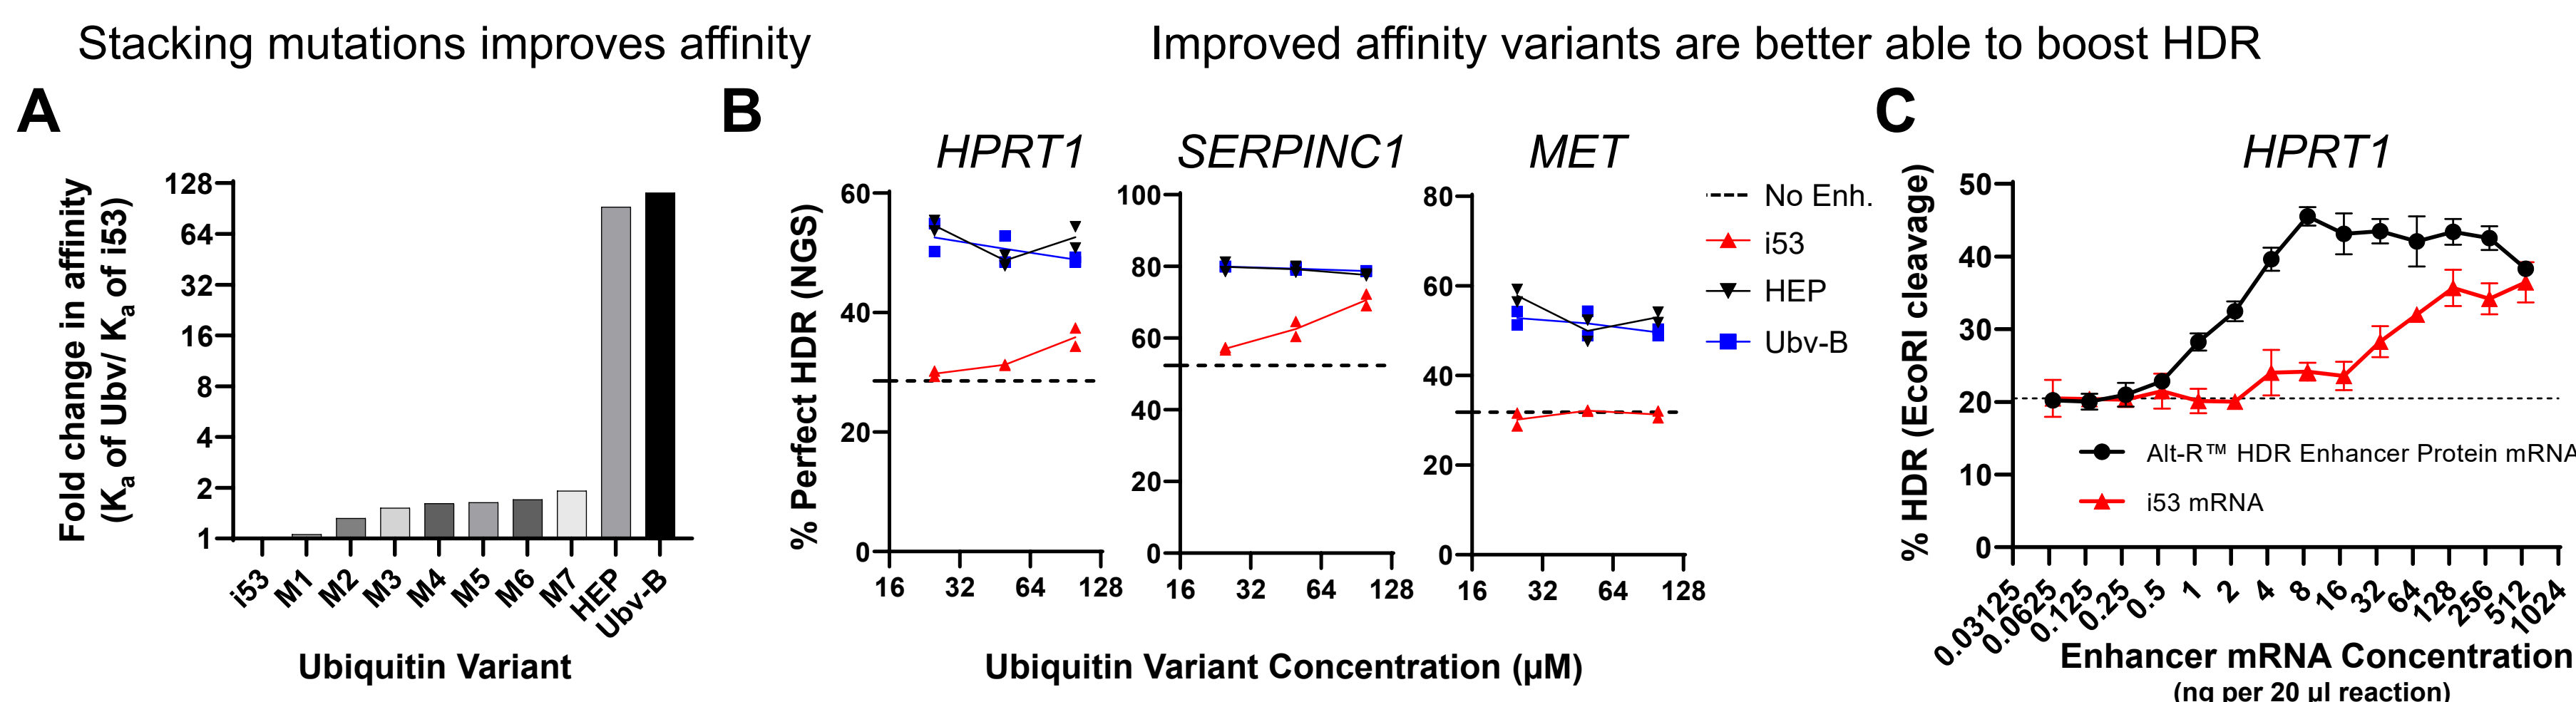 Stacking mutations improves affinity
Improved affinity variants are better able to boost HDR
A
Fold change in affinity
(Ka of Ubv/ Ka of i53)
128
64
32
16
8
4
2
1
i53
M1
M2
M3
M4
M5
M6
M7
HEP
Ubv-B
Ubiquitin Variant
B
% Perfect HDR (NGS)
HPRT1
60
40
20
0
16
32
64
128
SERPINC1
100
80
60
40
20
0
16
32
64
128
MET
80
60
40
20
0
16
32
64
128
No Enh.
i53
HEP
Ubv-B
Ubiquitin Variant Concentration (µM)
C
HPRT1
% HDR (EcoRI cleavage)
50
40
30
20
10
0
Alt-R™ HDR Enhancer Protein mRNA
i53 mRNA
0.03125
0.0625
0.125
0.25
0.5
1
2
4
8
16
32
64
128
256
512
1024
Enhancer mRNA Concentration
(ng per 20 µl reaction)